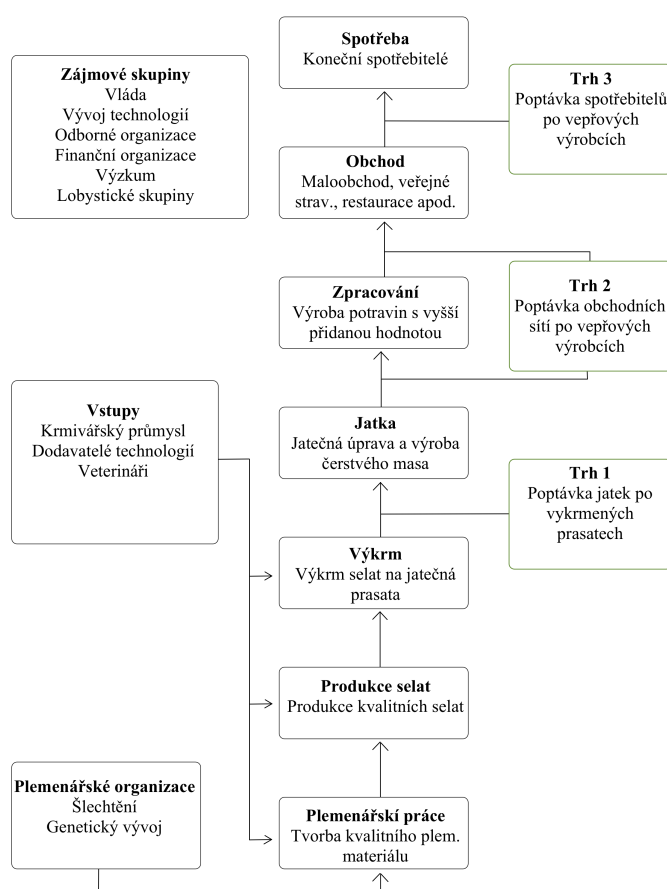 Spotřeba
Koneční spotřebitelé
Zájmové skupiny
Vláda
Vývoj technologií
Odborné organizace
Finanční organizace
Výzkum
Lobystické skupiny
Trh 3
Poptávka spotřebitelů
po vepřových
výrobcích
Obchod
Maloobchod, veřejné
strav., restaurace apod.
Zpracování
Výroba potravin s vyšší
přidanou hodnotou
Trh 2
Poptávka obchodních
sítí po vepřových
výrobcích
Vstupy
Krmivářský průmysl
Dodavatelé technologií
Veterináři
Jatka
Jatečná úprava a výroba
čerstvého masa
Trh 1
Poptávka jatek po
vykrmených
prasatech
Výkrm
Výkrm selat na jatečná
prasata
Produkce selat
Produkce kvalitních selat
Plemenářské organizace
Šlechtění
Genetický vývoj
Plemenářskí práce
Tvorba kvalitního plem.
materiálu